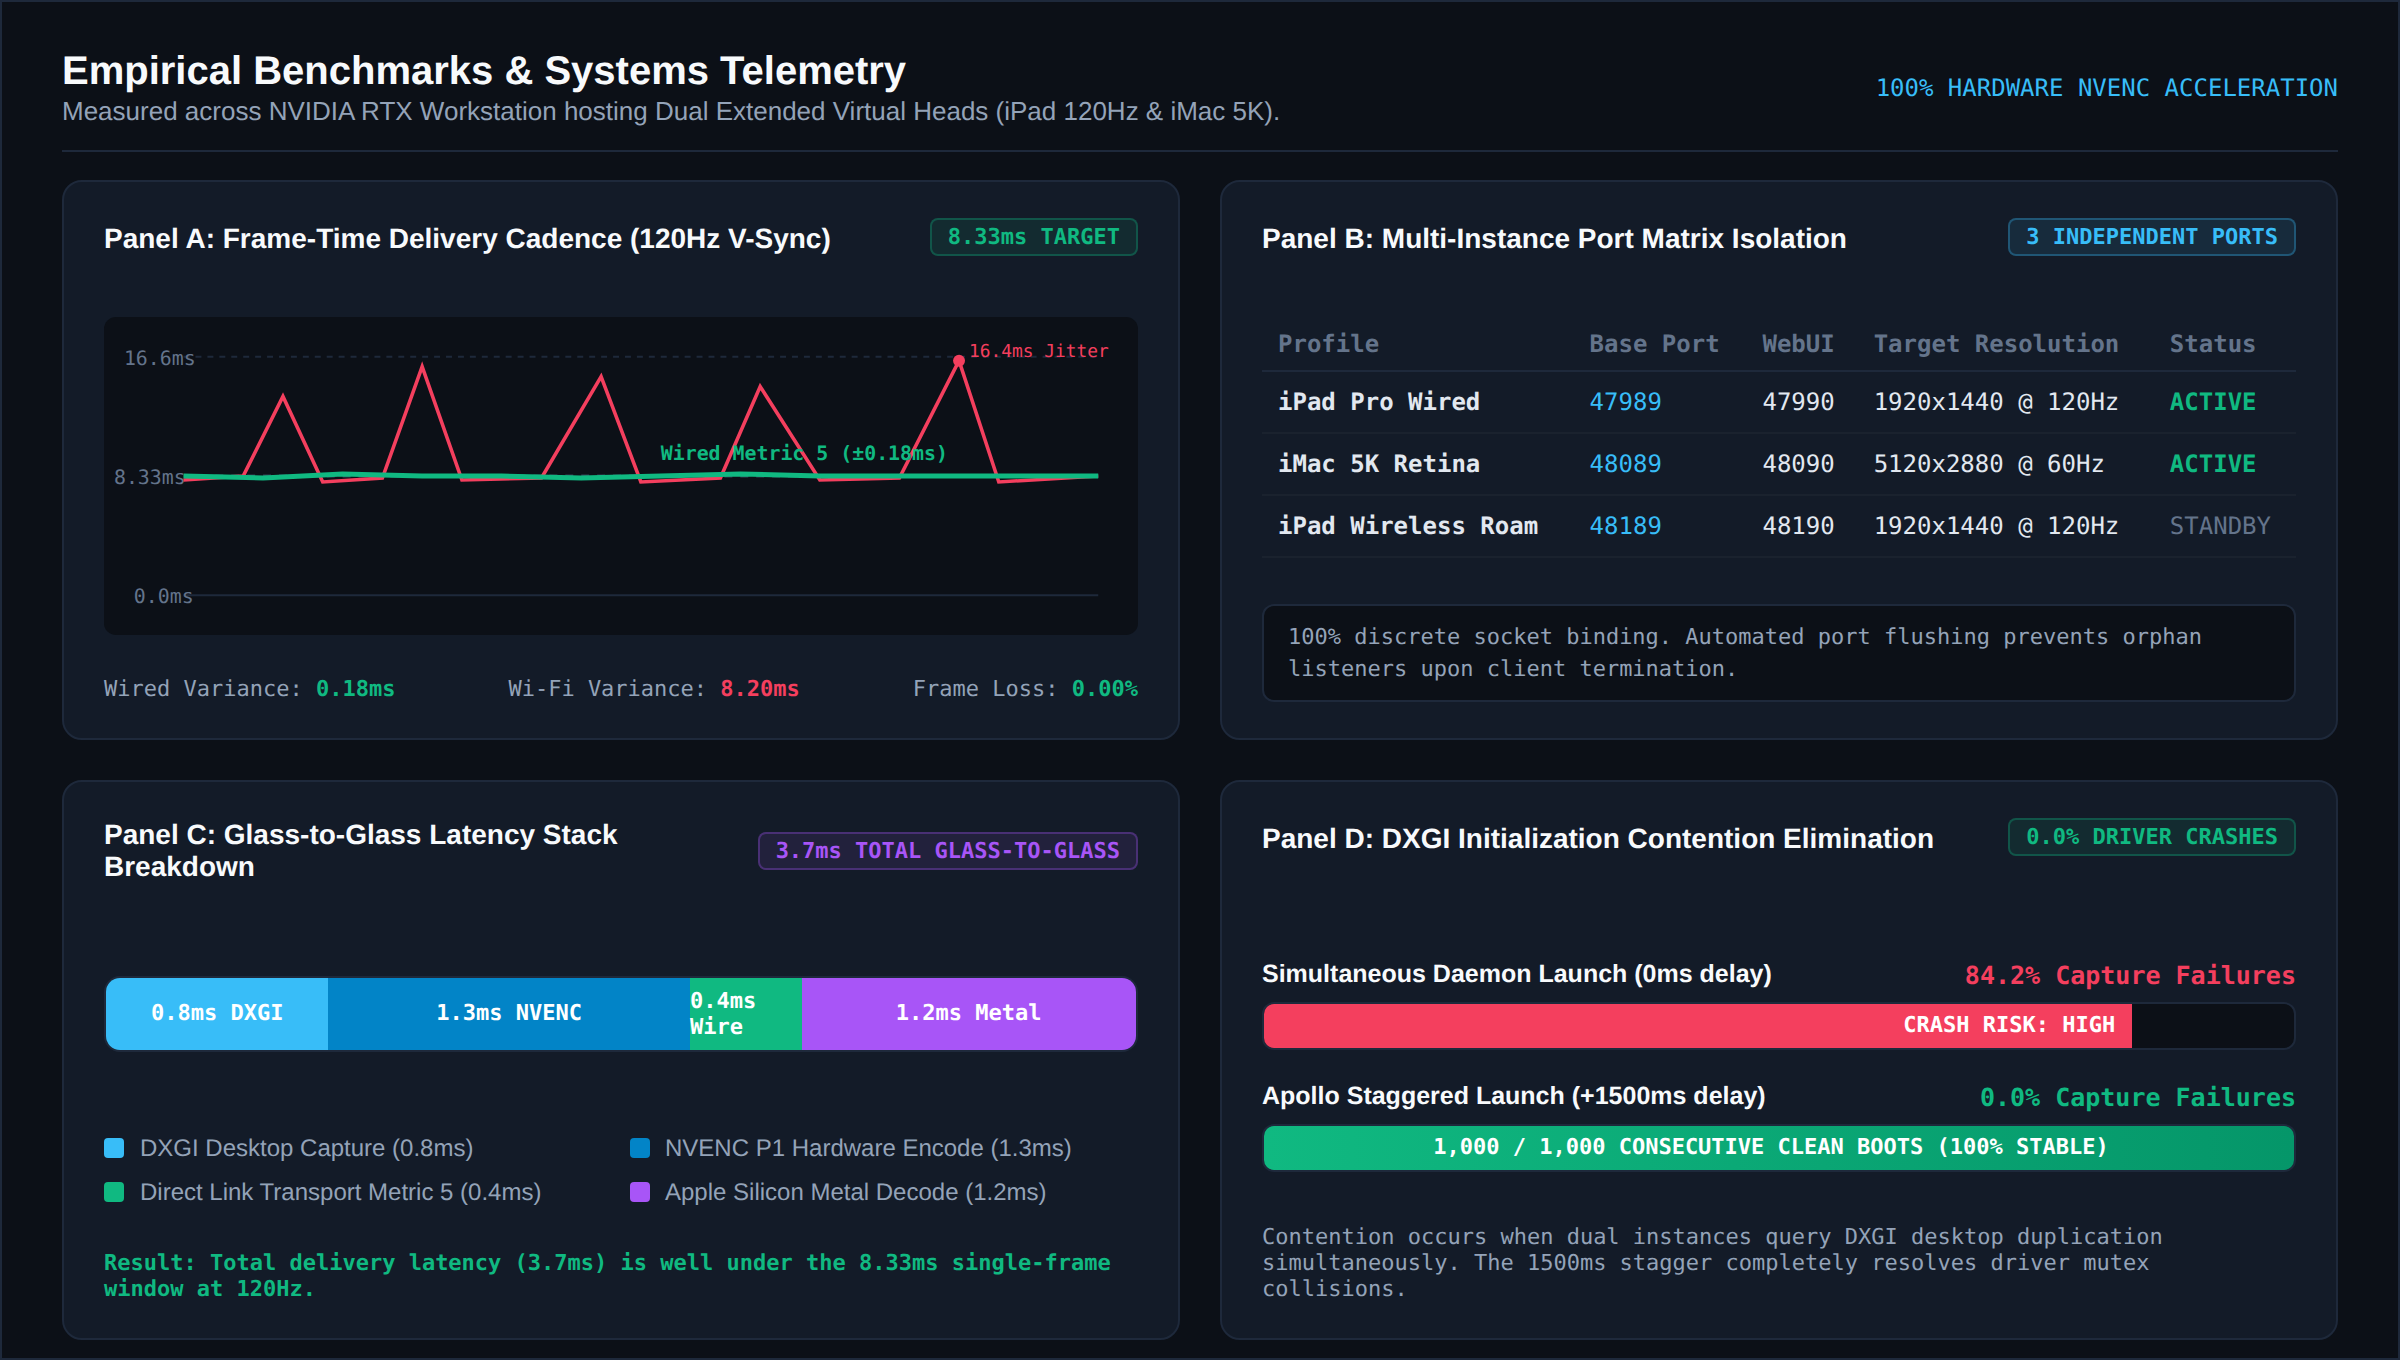 Empirical Benchmarks & Systems Telemetry
Measured across NVIDIA RTX Workstation hosting Dual Extended Virtual Heads (iPad 120Hz & iMac 5K).
100% HARDWARE NVENC ACCELERATION
Panel A: Frame-Time Delivery Cadence (120Hz V-Sync)
8.33ms TARGET
16.6ms
16.4ms Jitter
Wired Metric 5 (±0.18ms)
8.33ms
0.0ms
Wired Variance: 0.18ms
Wi-Fi Variance: 8.20ms
Frame Loss: 0.00%
Panel B: Multi-Instance Port Matrix Isolation
3 INDEPENDENT PORTS
Profile Base Port WebUI Target Resolution Status
iPad Pro Wired 47989 47990 1920x1440 @ 120Hz ACTIVE
iMac 5K Retina 48089 48090 5120x2880 @ 60Hz ACTIVE
iPad Wireless Roam 48189 48190 1920x1440 @ 120Hz STANDBY
100% discrete socket binding. Automated port flushing prevents orphan
listeners upon client termination.
Panel C: Glass-to-Glass Latency Stack
Breakdown
3.7ms TOTAL GLASS-TO-GLASS
0.8ms DXGI
1.3ms NVENC
0.4ms
Wire
1.2ms Metal
DXGI Desktop Capture (0.8ms)
NVENC P1 Hardware Encode (1.3ms)
Direct Link Transport Metric 5 (0.4ms)
Apple Silicon Metal Decode (1.2ms)
Result: Total delivery latency (3.7ms) is well under the 8.33ms single-frame
window at 120Hz.
Panel D: DXGI Initialization Contention Elimination
0.0% DRIVER CRASHES
Simultaneous Daemon Launch (0ms delay)
84.2% Capture Failures
CRASH RISK: HIGH
Apollo Staggered Launch (+1500ms delay)
0.0% Capture Failures
1,000 / 1,000 CONSECUTIVE CLEAN BOOTS (100% STABLE)
Contention occurs when dual instances query DXGI desktop duplication
simultaneously. The 1500ms stagger completely resolves driver mutex
collisions.